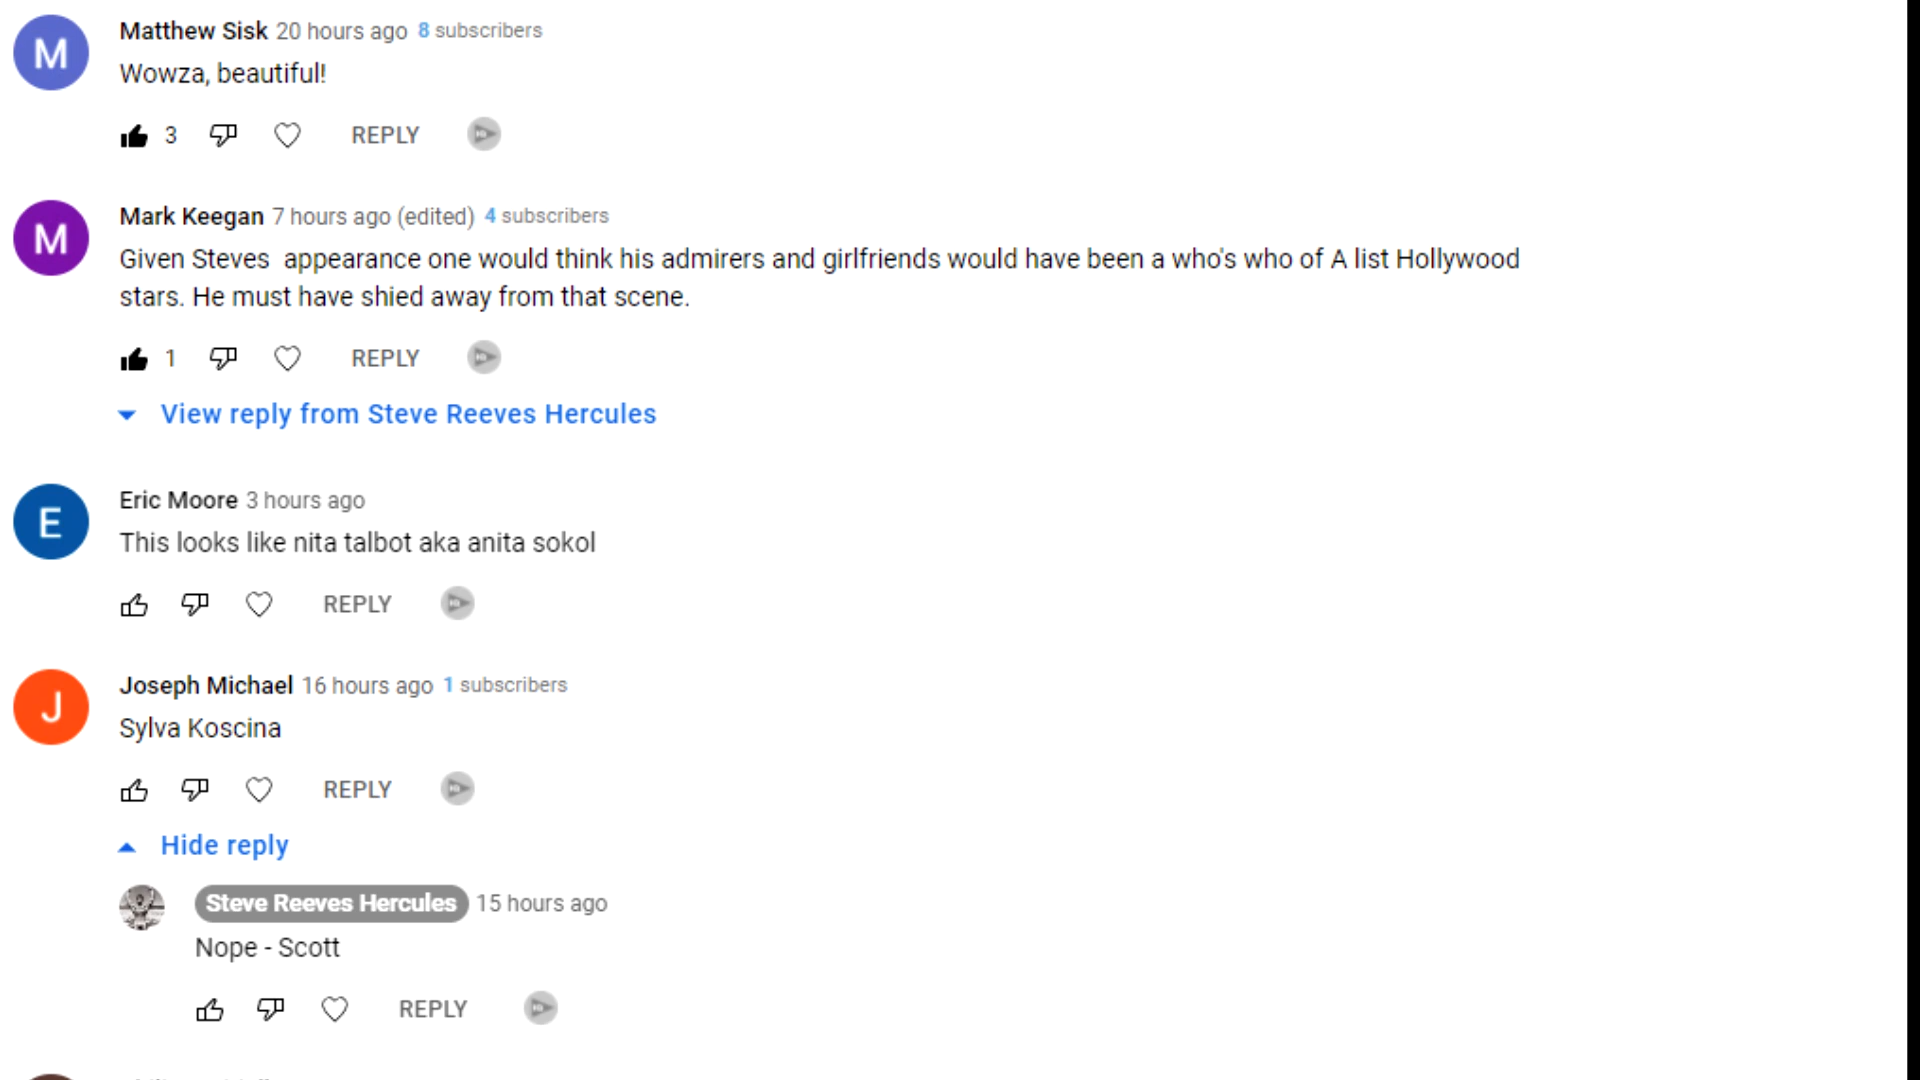 M
Matthew Sisk 20 hours ago 8 subscribers
Wowza, beautiful!
3 REPLY
M
Mark Keegan 7 hours ago (edited) 4 subscribers
Given Steves  appearance one would think his admirers and girlfriends would have been a who's who of A list Hollywood
stars. He must have shied away from that scene.
1 REPLY
View reply from Steve Reeves Hercules
E
Eric Moore 3 hours ago
This looks like nita talbot aka anita sokol
REPLY
J
Joseph Michael 16 hours ago 1 subscribers
Sylva Koscina
REPLY
Hide reply
Steve Reeves Hercules 15 hours ago
Nope - Scott
REPLY